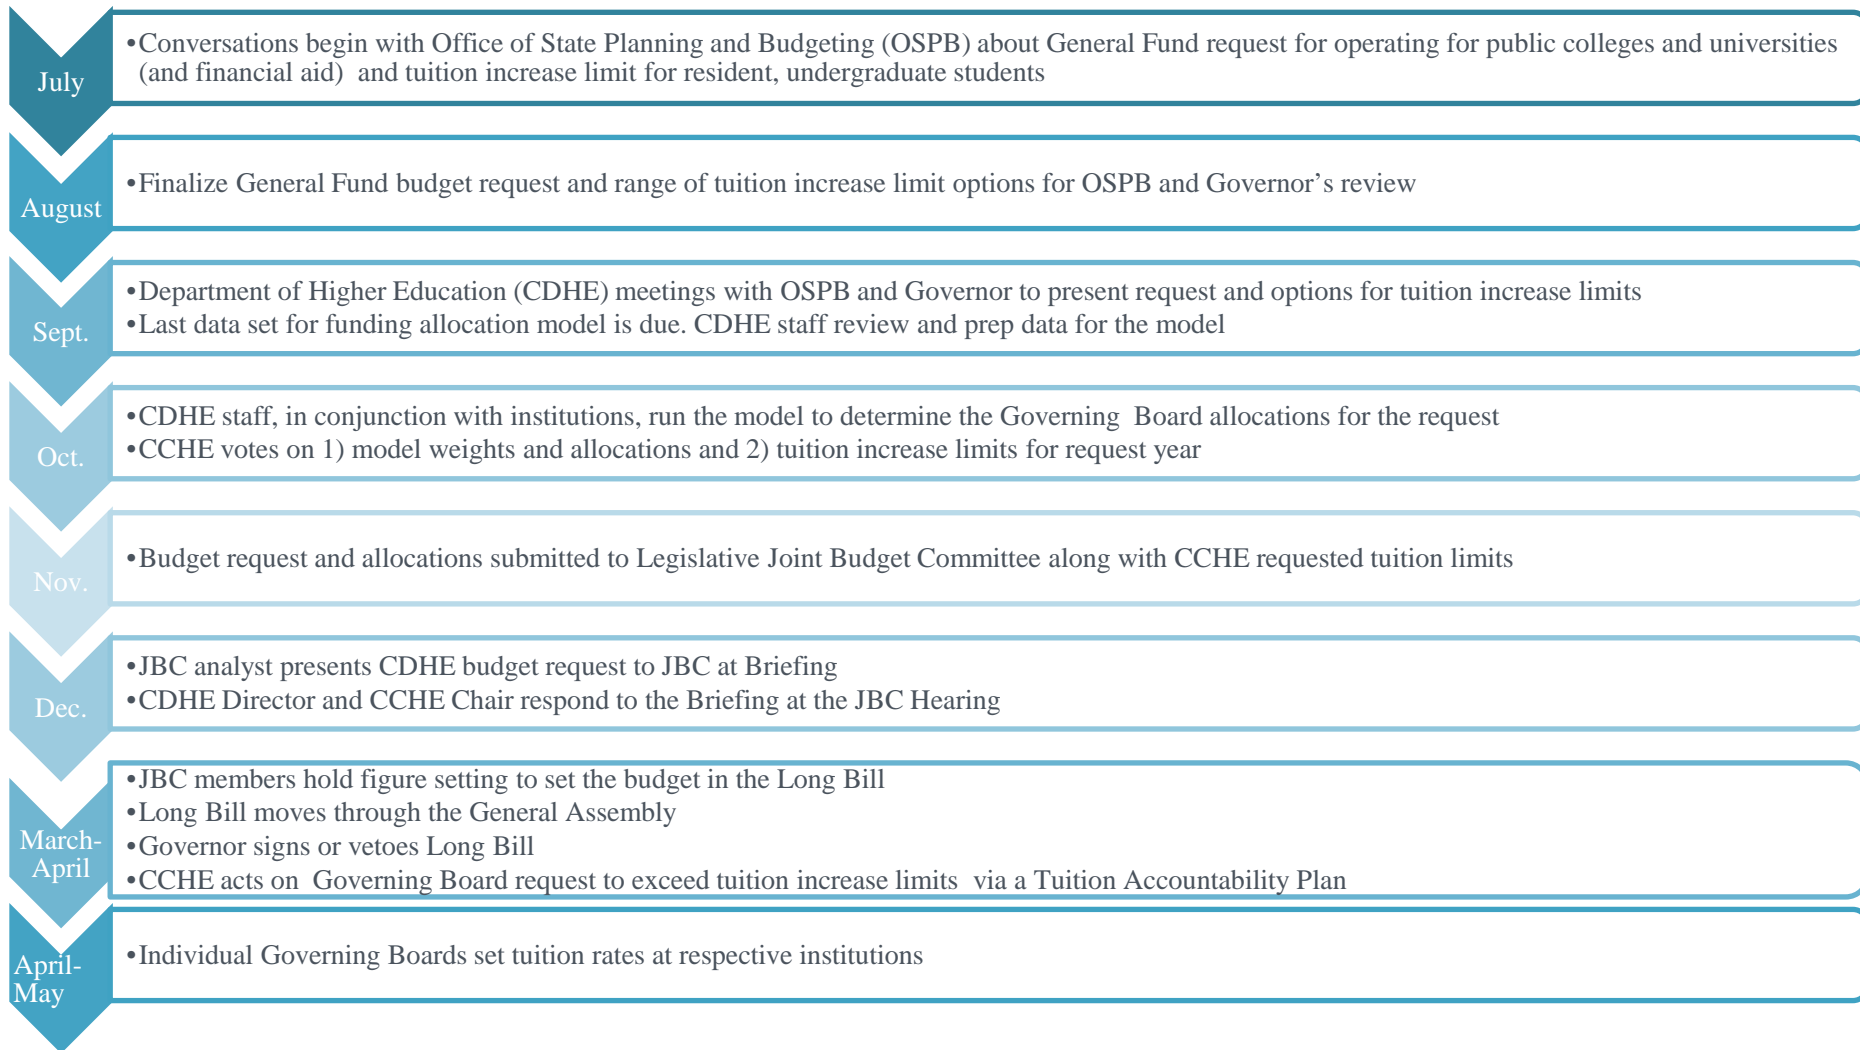 July
•Conversations begin with Office of State Planning and Budgeting (OSPB) about General Fund request for operating for public colleges and universities
(and financial aid) and tuition increase limit for resident, undergraduate students
August
•Finalize General Fund budget request and range of tuition increase limit options for OSPB and Governor’s review
Sept.
•Department of Higher Education (CDHE) meetings with OSPB and Governor to present request and options for tuition increase limits
•Last data set for funding allocation model is due. CDHE staff review and prep data for the model
Oct.
•CDHE staff, in conjunction with institutions, run the model to determine the Governing Board allocations for the request
•CCHE votes on 1) model weights and allocations and 2) tuition increase limits for request year
Nov.
•Budget request and allocations submitted to Legislative Joint Budget Committee along with CCHE requested tuition limits
Dec.
•JBC analyst presents CDHE budget request to JBC at Briefing
•CDHE Director and CCHE Chair respond to the Briefing at the JBC Hearing
March-
April
•JBC members hold figure setting to set the budget in the Long Bill
•Long Bill moves through the General Assembly
•Governor signs or vetoes Long Bill
•CCHE acts on Governing Board request to exceed tuition increase limits via a Tuition Accountability Plan
April-
May
•Individual Governing Boards set tuition rates at respective institutions